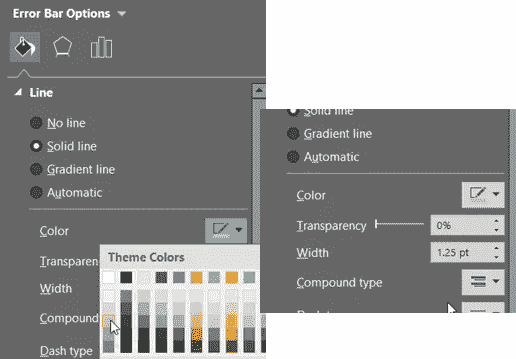 Error Bar Options
Line
No line
Solid line
Gradient line
Automatic
Color
Theme Colors
Transparen
Width
Compound
Dash type
Solid line
Gradient line
Automatic
Color
Transparency
0%
Width
1.25 pt
Compound type